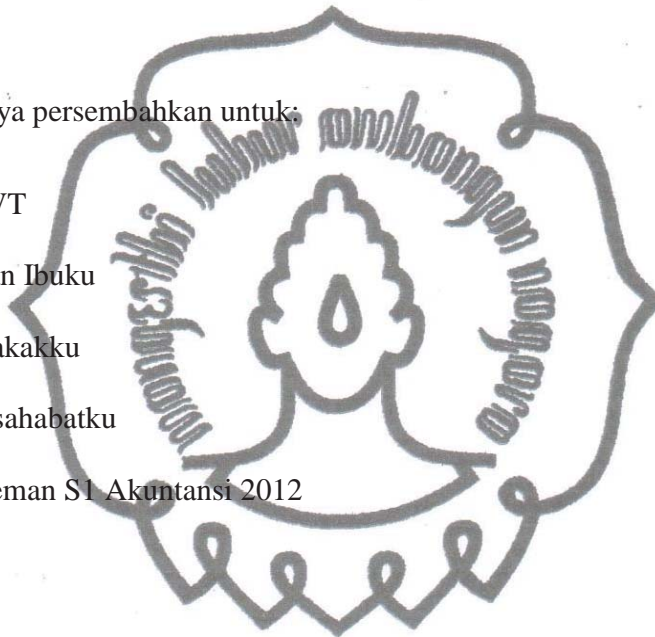 ya persembahkan untuk:
VT
n Ibuku
akakku
sahabatku
eman S1 Akuntansi 2012